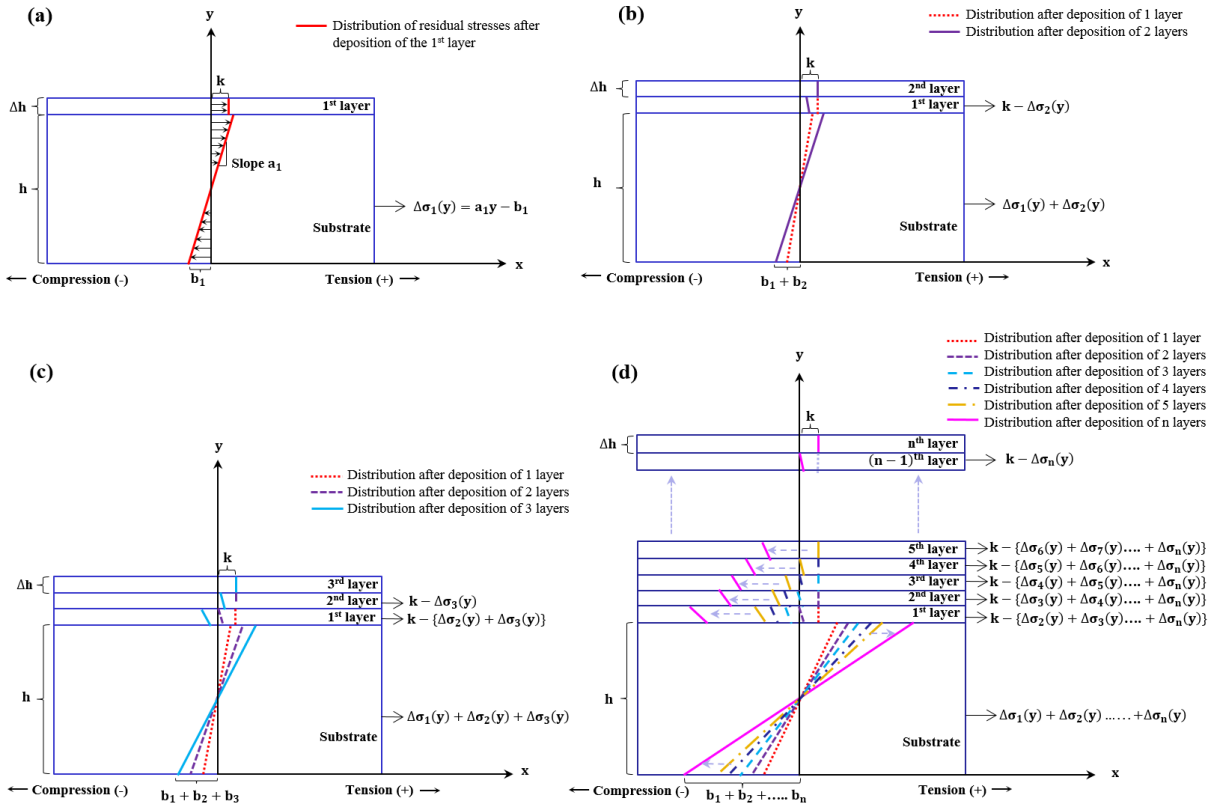 (a)
y
Distribution of residual stresses after
deposition of the 1st layer
k
Δh
1st layer
h
Slope a₁
Δσ₁(y) = a₁y − b₁
Substrate
x
← Compression (-)
b₁
Tension (+) →
(b)
y
Distribution after deposition of 1 layer
Distribution after deposition of 2 layers
k
Δh
2nd layer
1st layer
k − Δσ₂(y)
h
Δσ₁(y) + Δσ₂(y)
Substrate
x
← Compression (-)
b₁ + b₂
Tension (+) →
(c)
y
Distribution after deposition of 1 layer
Distribution after deposition of 2 layers
Distribution after deposition of 3 layers
k
Δh
3rd layer
2nd layer
k − Δσ₃(y)
1st layer
k − {Δσ₂(y) + Δσ₃(y)}
h
Δσ₁(y) + Δσ₂(y) + Δσ₃(y)
Substrate
x
← Compression (-)
b₁ + b₂ + b₃
Tension (+) →
(d)
y
Distribution after deposition of 1 layer
Distribution after deposition of 2 layers
Distribution after deposition of 3 layers
Distribution after deposition of 4 layers
Distribution after deposition of 5 layers
Distribution after deposition of n layers
k
Δh
nth layer
(n − 1)th layer
k − Δσₙ(y)
5th layer
k − {Δσ₆(y) + Δσ₇(y).... + Δσₙ(y)}
4th layer
k − {Δσ₅(y) + Δσ₆(y).... + Δσₙ(y)}
3rd layer
k − {Δσ₄(y) + Δσ₅(y).... + Δσₙ(y)}
2nd layer
k − {Δσ₃(y) + Δσ₄(y).... + Δσₙ(y)}
1st layer
k − {Δσ₂(y) + Δσ₃(y).... + Δσₙ(y)}
h
Δσ₁(y) + Δσ₂(y) ...... +Δσₙ(y)
Substrate
x
← Compression (-)
b₁ + b₂ + ..... bₙ
Tension (+) →